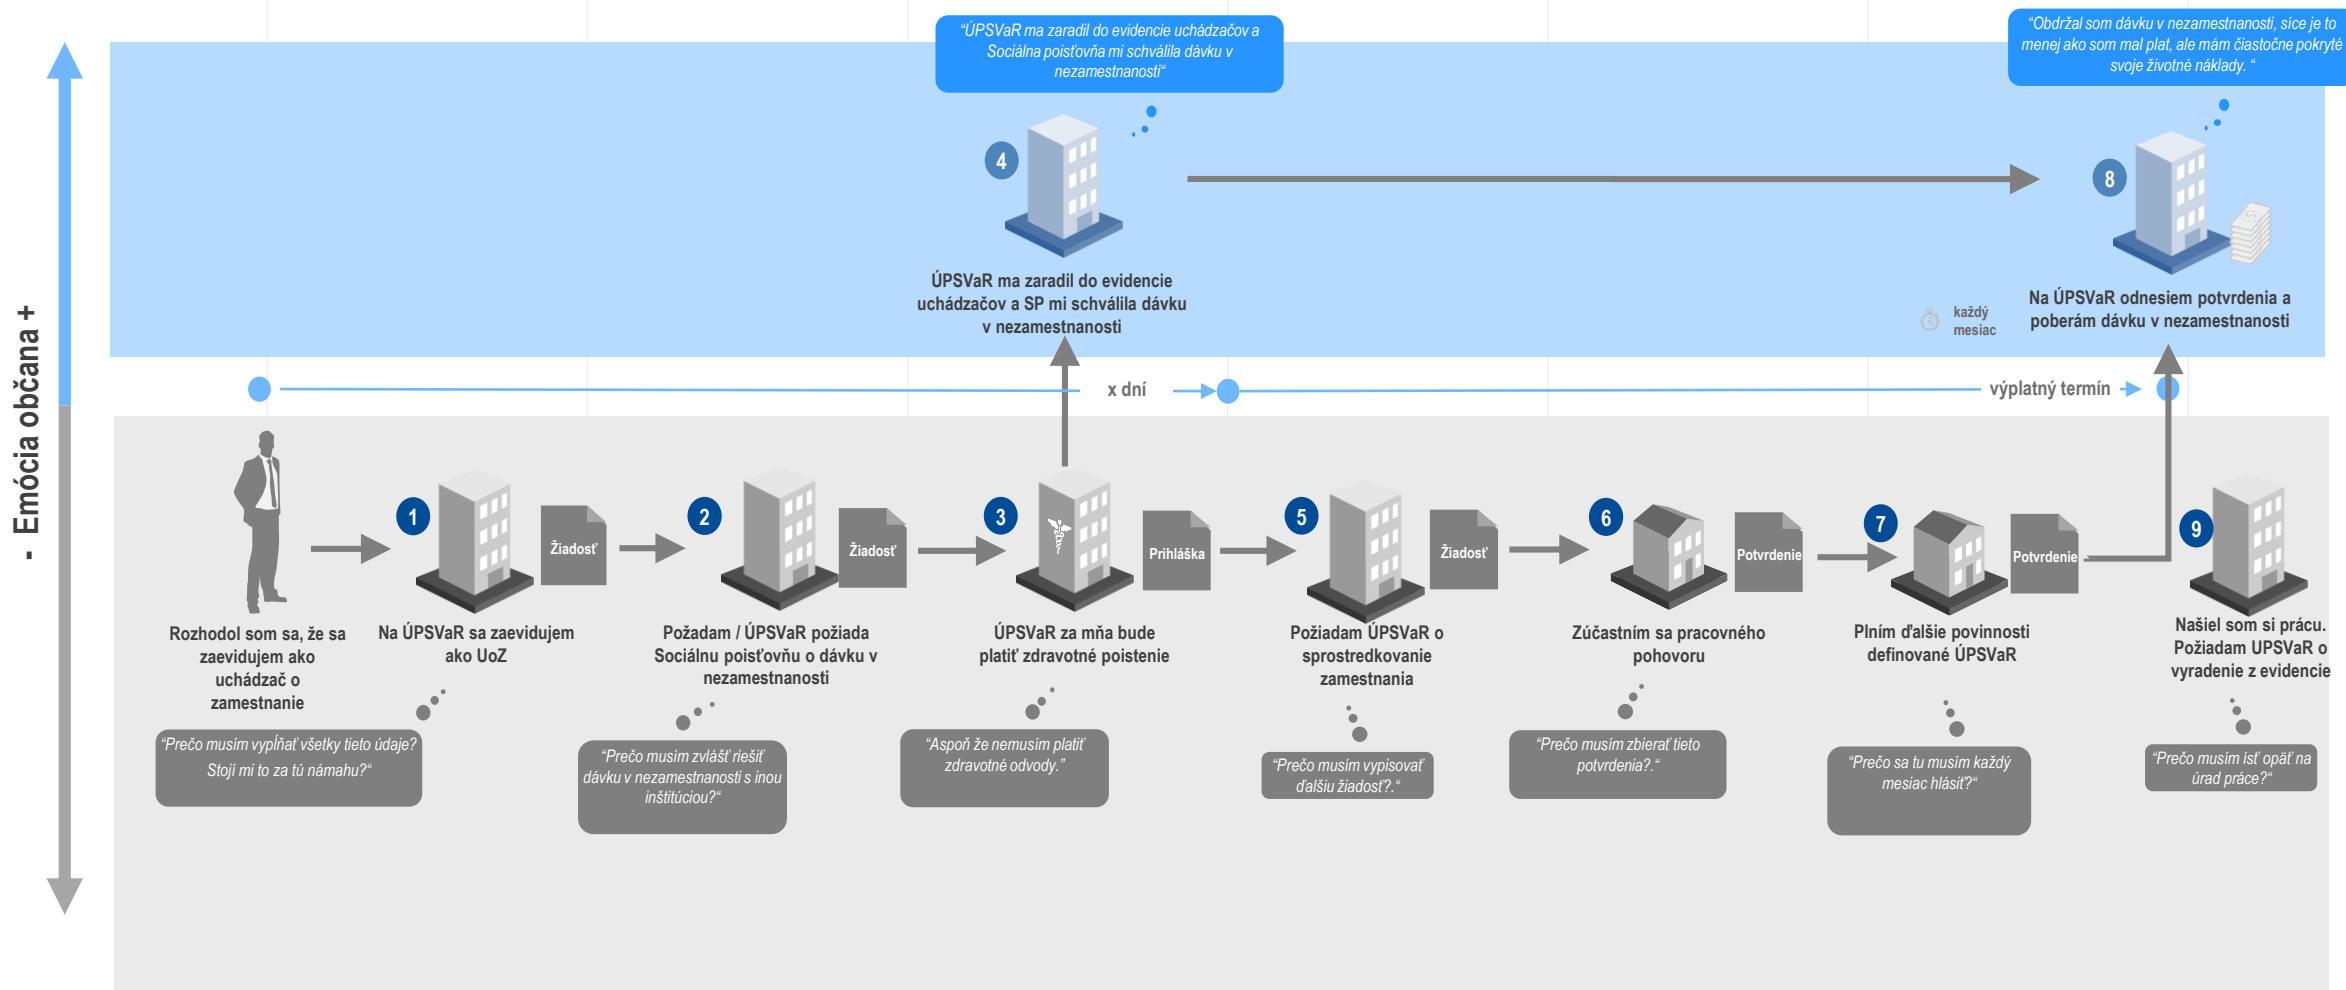 “ÚPSVaR ma zaradil do evidencie uchádzačov a
Sociálna poisťovňa mi schválila dávku v
nezamestnanosti“
“Obdržal som dávku v nezamestnanosti, síce je to
menej ako som mal plat, ale mám čiastočne pokryté
svoje životné náklady. “
4
8
ÚPSVaR ma zaradil do evidencie
uchádzačov a SP mi schválila dávku
v nezamestnanosti
každý
mesiac
Na ÚPSVaR odnesiem potvrdenia a
poberám dávku v nezamestnanosti
- Emócia občana +
x dní
výplatný termín
1
Žiadosť
2
Žiadosť
3
Prihláška
5
Žiadosť
6
Potvrdenie
7
Potvrdenie
9
Rozhodol som sa, že sa
zaevidujem ako
uchádzač o
zamestnanie
Na ÚPSVaR sa zaevidujem
ako UoZ
Požadam / ÚPSVaR požiada
Sociálnu poisťovňu o dávku v
nezamestnanosti
ÚPSVaR za mňa bude
platiť zdravotné poistenie
Požiadam ÚPSVaR o
sprostredkovanie
zamestnania
Zúčastním sa pracovného
pohovoru
Plním ďalšie povinnosti
definované ÚPSVaR
Našiel som si prácu.
Požiadam UPSVaR o
vyradenie z evidencie
“Prečo musím vypĺňať všetky tieto údaje?
Stojí mi to za tú námahu?“
“Prečo musím zvlášť riešiť
dávku v nezamestnanosti s inou
inštitúciou?“
“Aspoň že nemusím platiť
zdravotné odvody.”
“Prečo musím vypisovať
ďalšiu žiadosť?.“
“Prečo musím zbierať tieto
potvrdenia?.“
“Prečo sa tu musím každý
mesiac hlásiť?“
“Prečo musím ísť opäť na
úrad práce?“